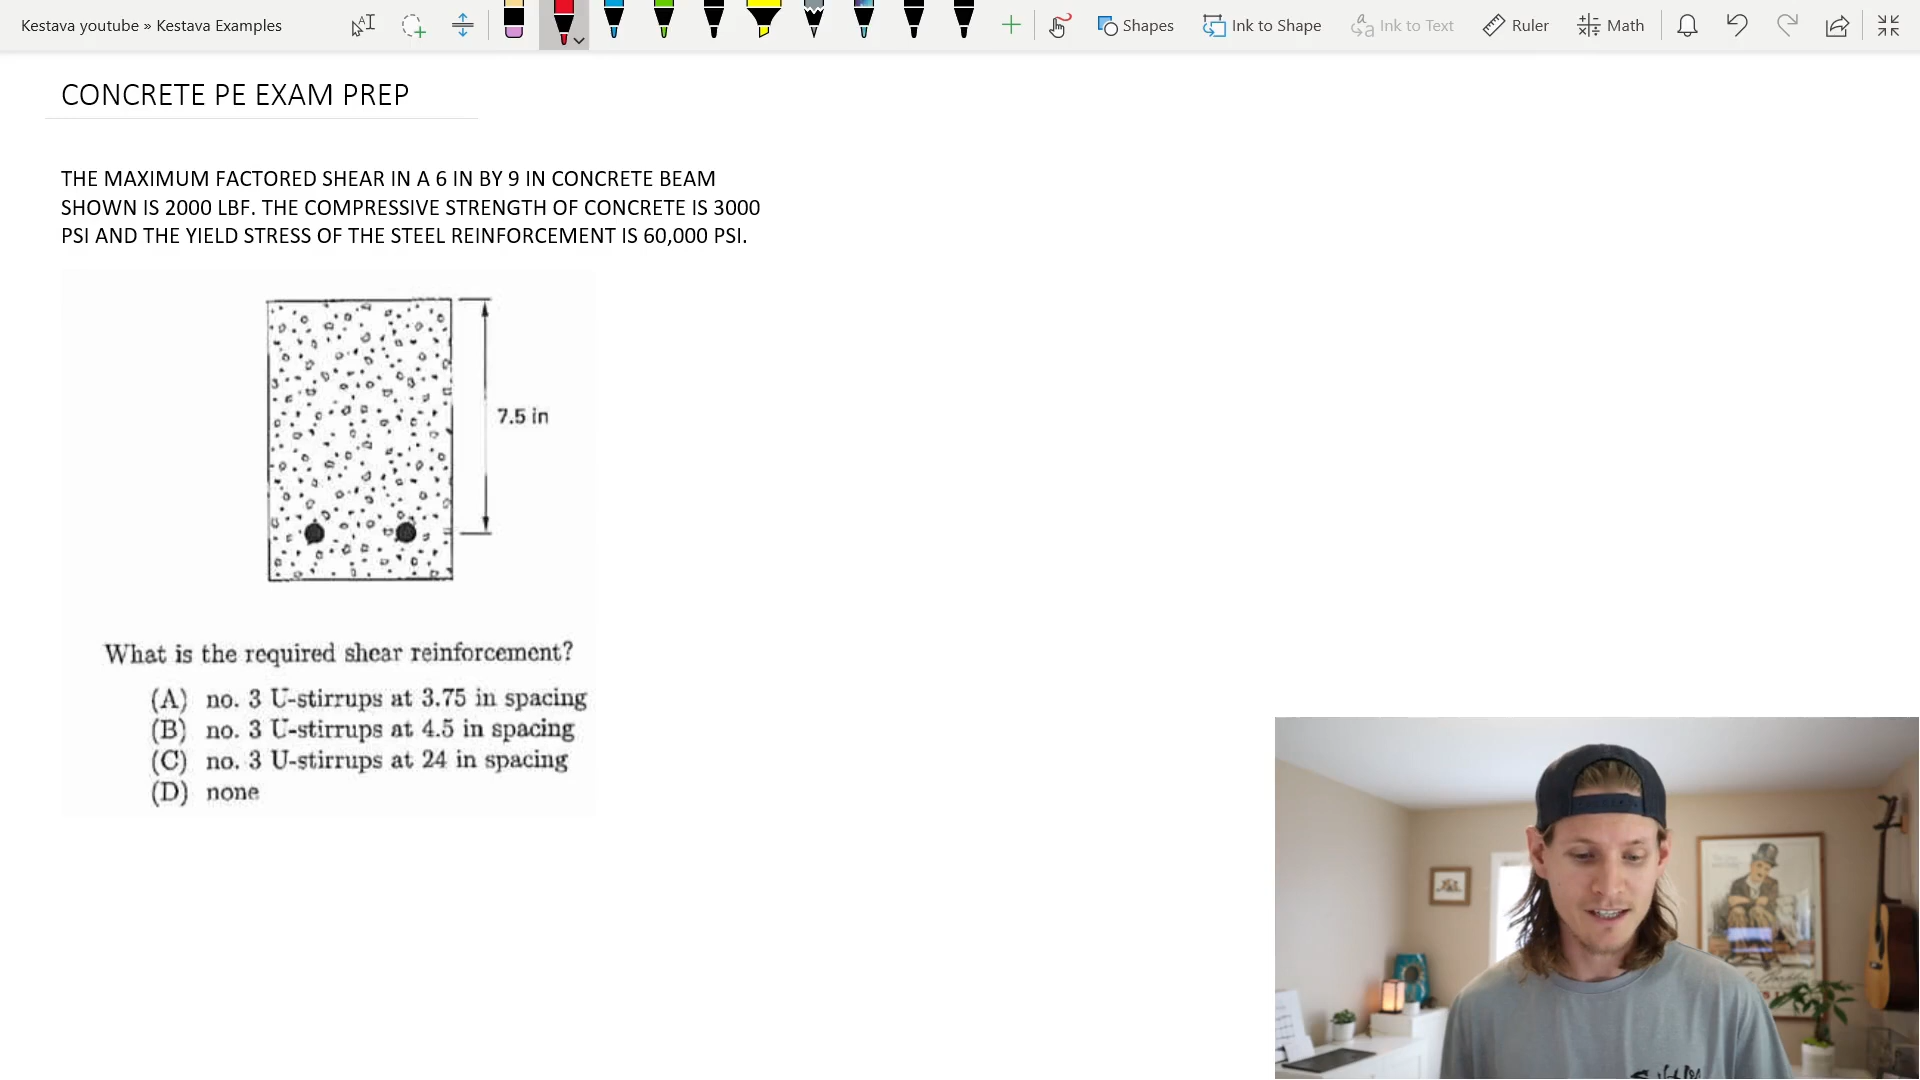 Kestava youtube » Kestava Examples
Shapes
Ink to Shape
Ink to Text
Ruler
Math
CONCRETE PE EXAM PREP
THE MAXIMUM FACTORED SHEAR IN A 6 IN BY 9 IN CONCRETE BEAM
SHOWN IS 2000 LBF. THE COMPRESSIVE STRENGTH OF CONCRETE IS 3000
PSI AND THE YIELD STRESS OF THE STEEL REINFORCEMENT IS 60,000 PSI.
7.5 in
What is the required shear reinforcement?
(A) no. 3 U-stirrups at 3.75 in spacing
(B) no. 3 U-stirrups at 4.5 in spacing
(C) no. 3 U-stirrups at 24 in spacing
(D) none